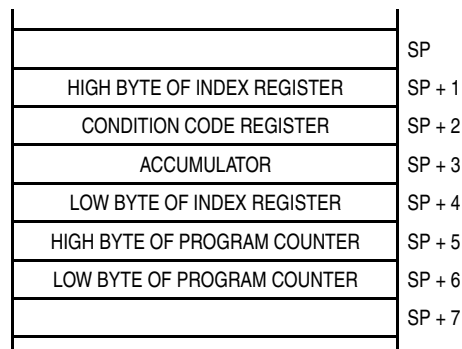 SP
HIGH BYTE OF INDEX REGISTER SP + 1
CONDITION CODE REGISTER SP + 2
ACCUMULATOR SP + 3
LOW BYTE OF INDEX REGISTER SP + 4
HIGH BYTE OF PROGRAM COUNTER SP + 5
LOW BYTE OF PROGRAM COUNTER SP + 6
SP + 7